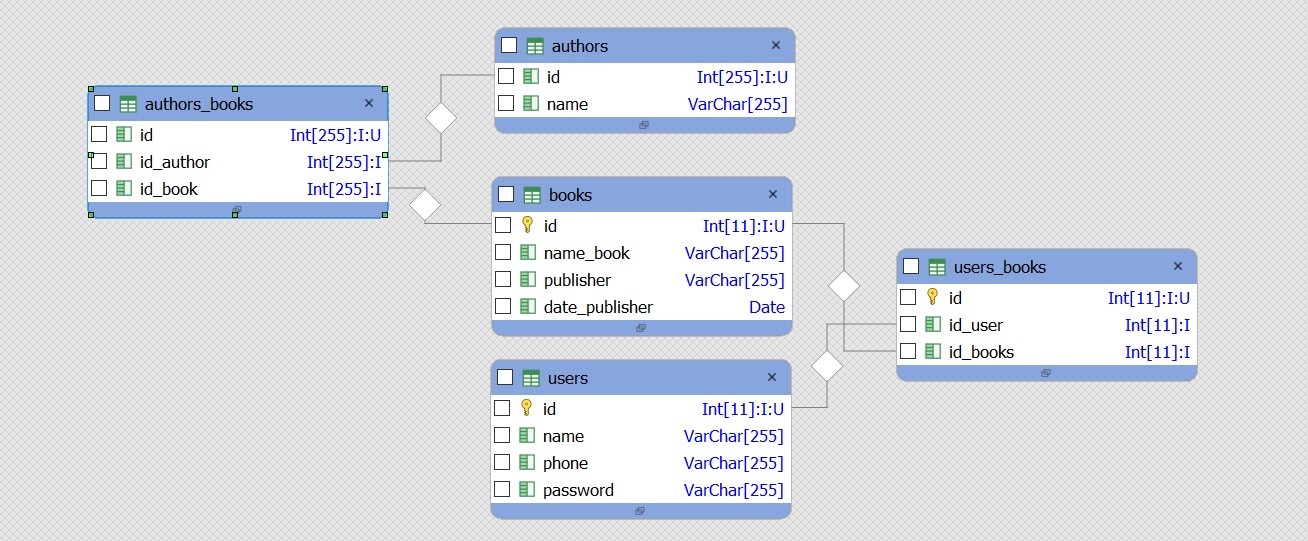 authors
id Int[255]:I:U
name VarChar[255]
authors_books
id Int[255]:I:U
id_author Int[255]:I
id_book Int[255]:I
books
id Int[11]:I:U
name_book VarChar[255]
publisher VarChar[255]
date_publisher Date
users_books
id Int[11]:I:U
id_user Int[11]:I
id_books Int[11]:I
users
id Int[11]:I:U
name VarChar[255]
phone VarChar[255]
password VarChar[255]